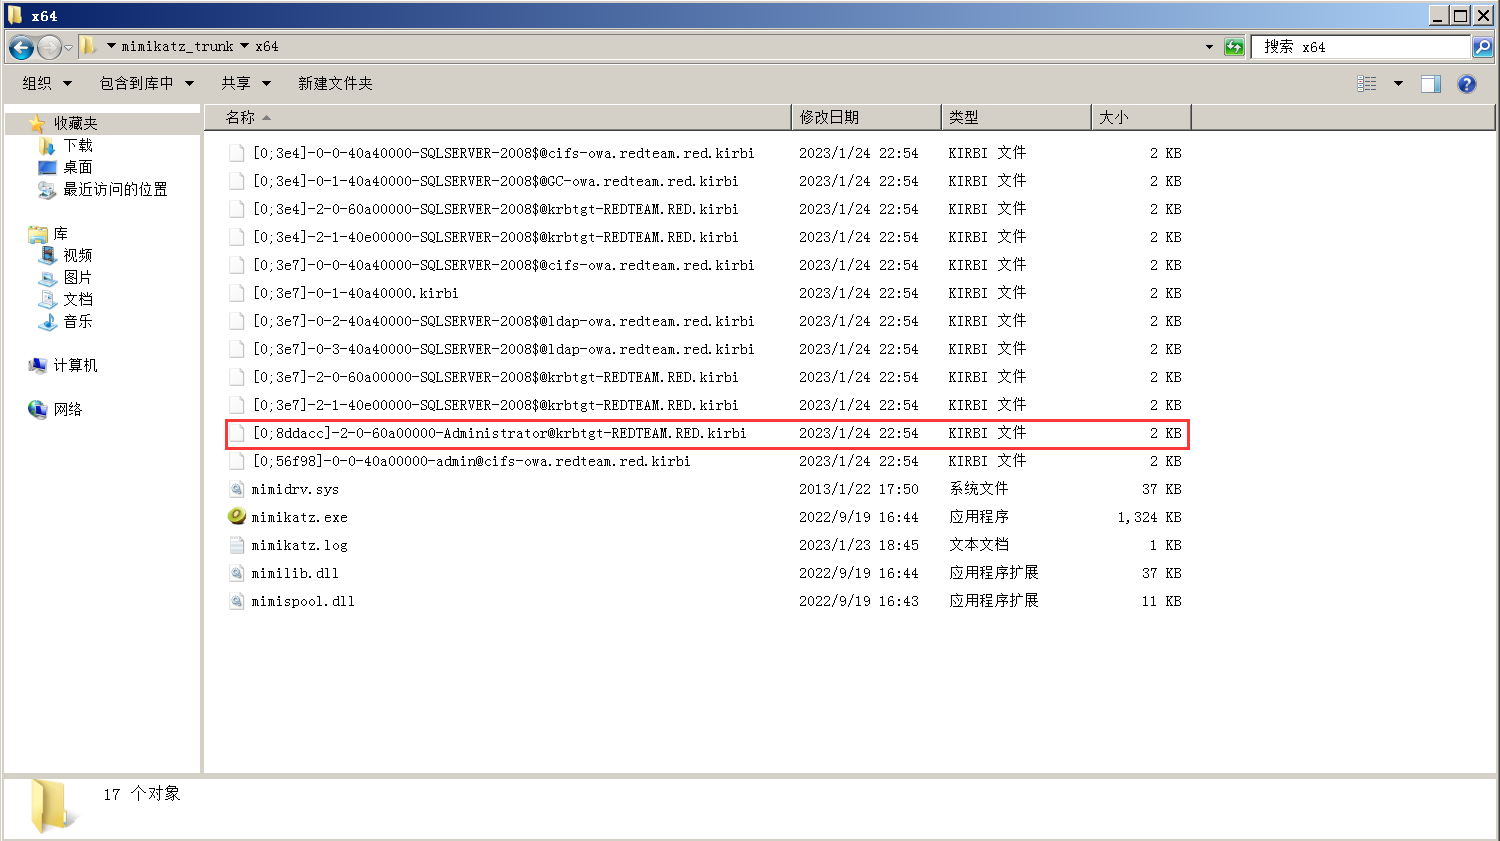 x64
mimikatz_trunk x64
搜索 x64
组织 包含到库中 共享 新建文件夹
收藏夹
下载
桌面
最近访问的位置
库
视频
图片
文档
音乐
计算机
网络
名称 修改日期 类型 大小
[0;3e4]-0-0-40a40000-SQLSERVER-2008$@cifs-owa.redteam.red.kirbi 2023/1/24 22:54 KIRBI 文件 2 KB
[0;3e4]-0-1-40a40000-SQLSERVER-2008$@GC-owa.redteam.red.kirbi 2023/1/24 22:54 KIRBI 文件 2 KB
[0;3e4]-2-0-60a00000-SQLSERVER-2008$@krbtgt-REDTEAM.RED.kirbi 2023/1/24 22:54 KIRBI 文件 2 KB
[0;3e4]-2-1-40e00000-SQLSERVER-2008$@krbtgt-REDTEAM.RED.kirbi 2023/1/24 22:54 KIRBI 文件 2 KB
[0;3e7]-0-0-40a40000-SQLSERVER-2008$@cifs-owa.redteam.red.kirbi 2023/1/24 22:54 KIRBI 文件 2 KB
[0;3e7]-0-1-40a40000.kirbi 2023/1/24 22:54 KIRBI 文件 2 KB
[0;3e7]-0-2-40a40000-SQLSERVER-2008$@ldap-owa.redteam.red.kirbi 2023/1/24 22:54 KIRBI 文件 2 KB
[0;3e7]-0-3-40a40000-SQLSERVER-2008$@ldap-owa.redteam.red.kirbi 2023/1/24 22:54 KIRBI 文件 2 KB
[0;3e7]-2-0-60a00000-SQLSERVER-2008$@krbtgt-REDTEAM.RED.kirbi 2023/1/24 22:54 KIRBI 文件 2 KB
[0;3e7]-2-1-40e00000-SQLSERVER-2008$@krbtgt-REDTEAM.RED.kirbi 2023/1/24 22:54 KIRBI 文件 2 KB
[0;8ddacc]-2-0-60a00000-Administrator@krbtgt-REDTEAM.RED.kirbi 2023/1/24 22:54 KIRBI 文件 2 KB
[0;56f98]-0-0-40a00000-admin@cifs-owa.redteam.red.kirbi 2023/1/24 22:54 KIRBI 文件 2 KB
mimidrv.sys 2013/1/22 17:50 系统文件 37 KB
mimikatz.exe 2022/9/19 16:44 应用程序 1,324 KB
mimikatz.log 2023/1/23 18:45 文本文档 1 KB
mimilib.dll 2022/9/19 16:44 应用程序扩展 37 KB
mimispool.dll 2022/9/19 16:43 应用程序扩展 11 KB
17 个对象